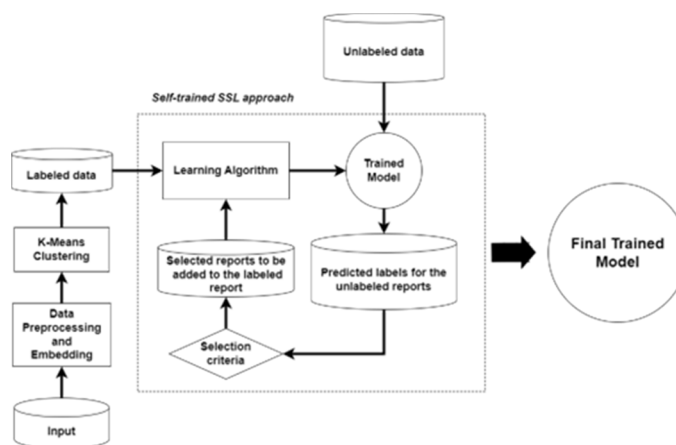 Unlabeled data
Self-trained SSL approach
Labeled data
Learning Algorithm
Trained
Model
K-Means
Clustering
Selected reports to be
added to the labeled
report
Predicted labels for the
unlabeled reports
Final Trained
Model
Data
Preprocessing
and
Embedding
Selection
criteria
Input